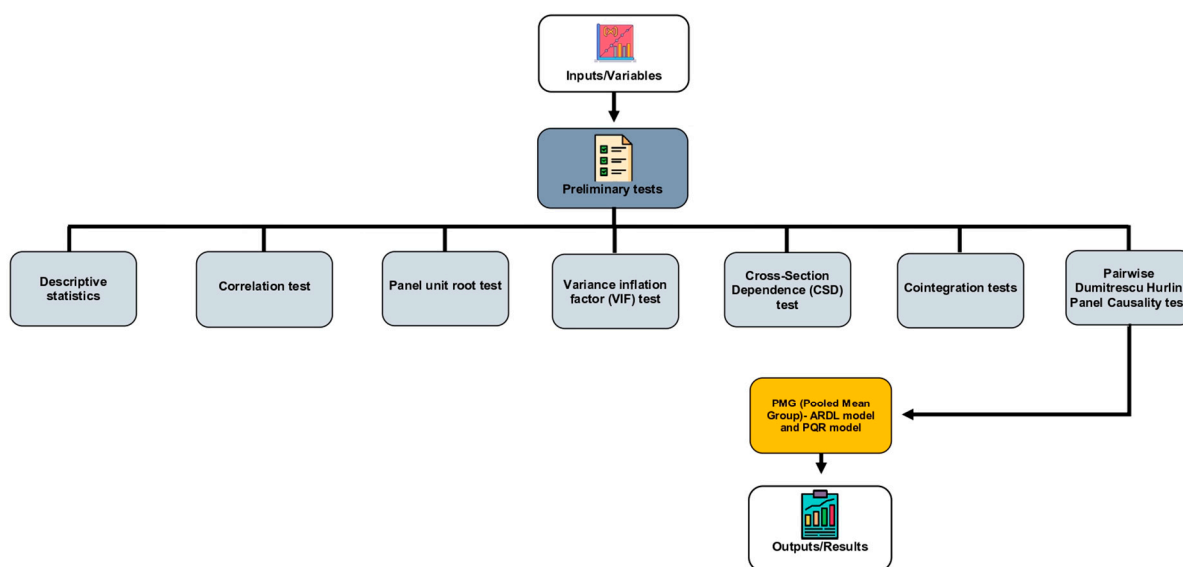 Inputs/Variables
Preliminary tests
Descriptive
statistics
Correlation test
Panel unit root test
Variance inflation
factor (VIF) test
Cross-Section
Dependence (CSD)
test
Cointegration tests
Pairwise
Dumitrescu Hurlin
Panel Causality test
PMG (Pooled Mean
Group)- ARDL model
and PQR model
Outputs/Results